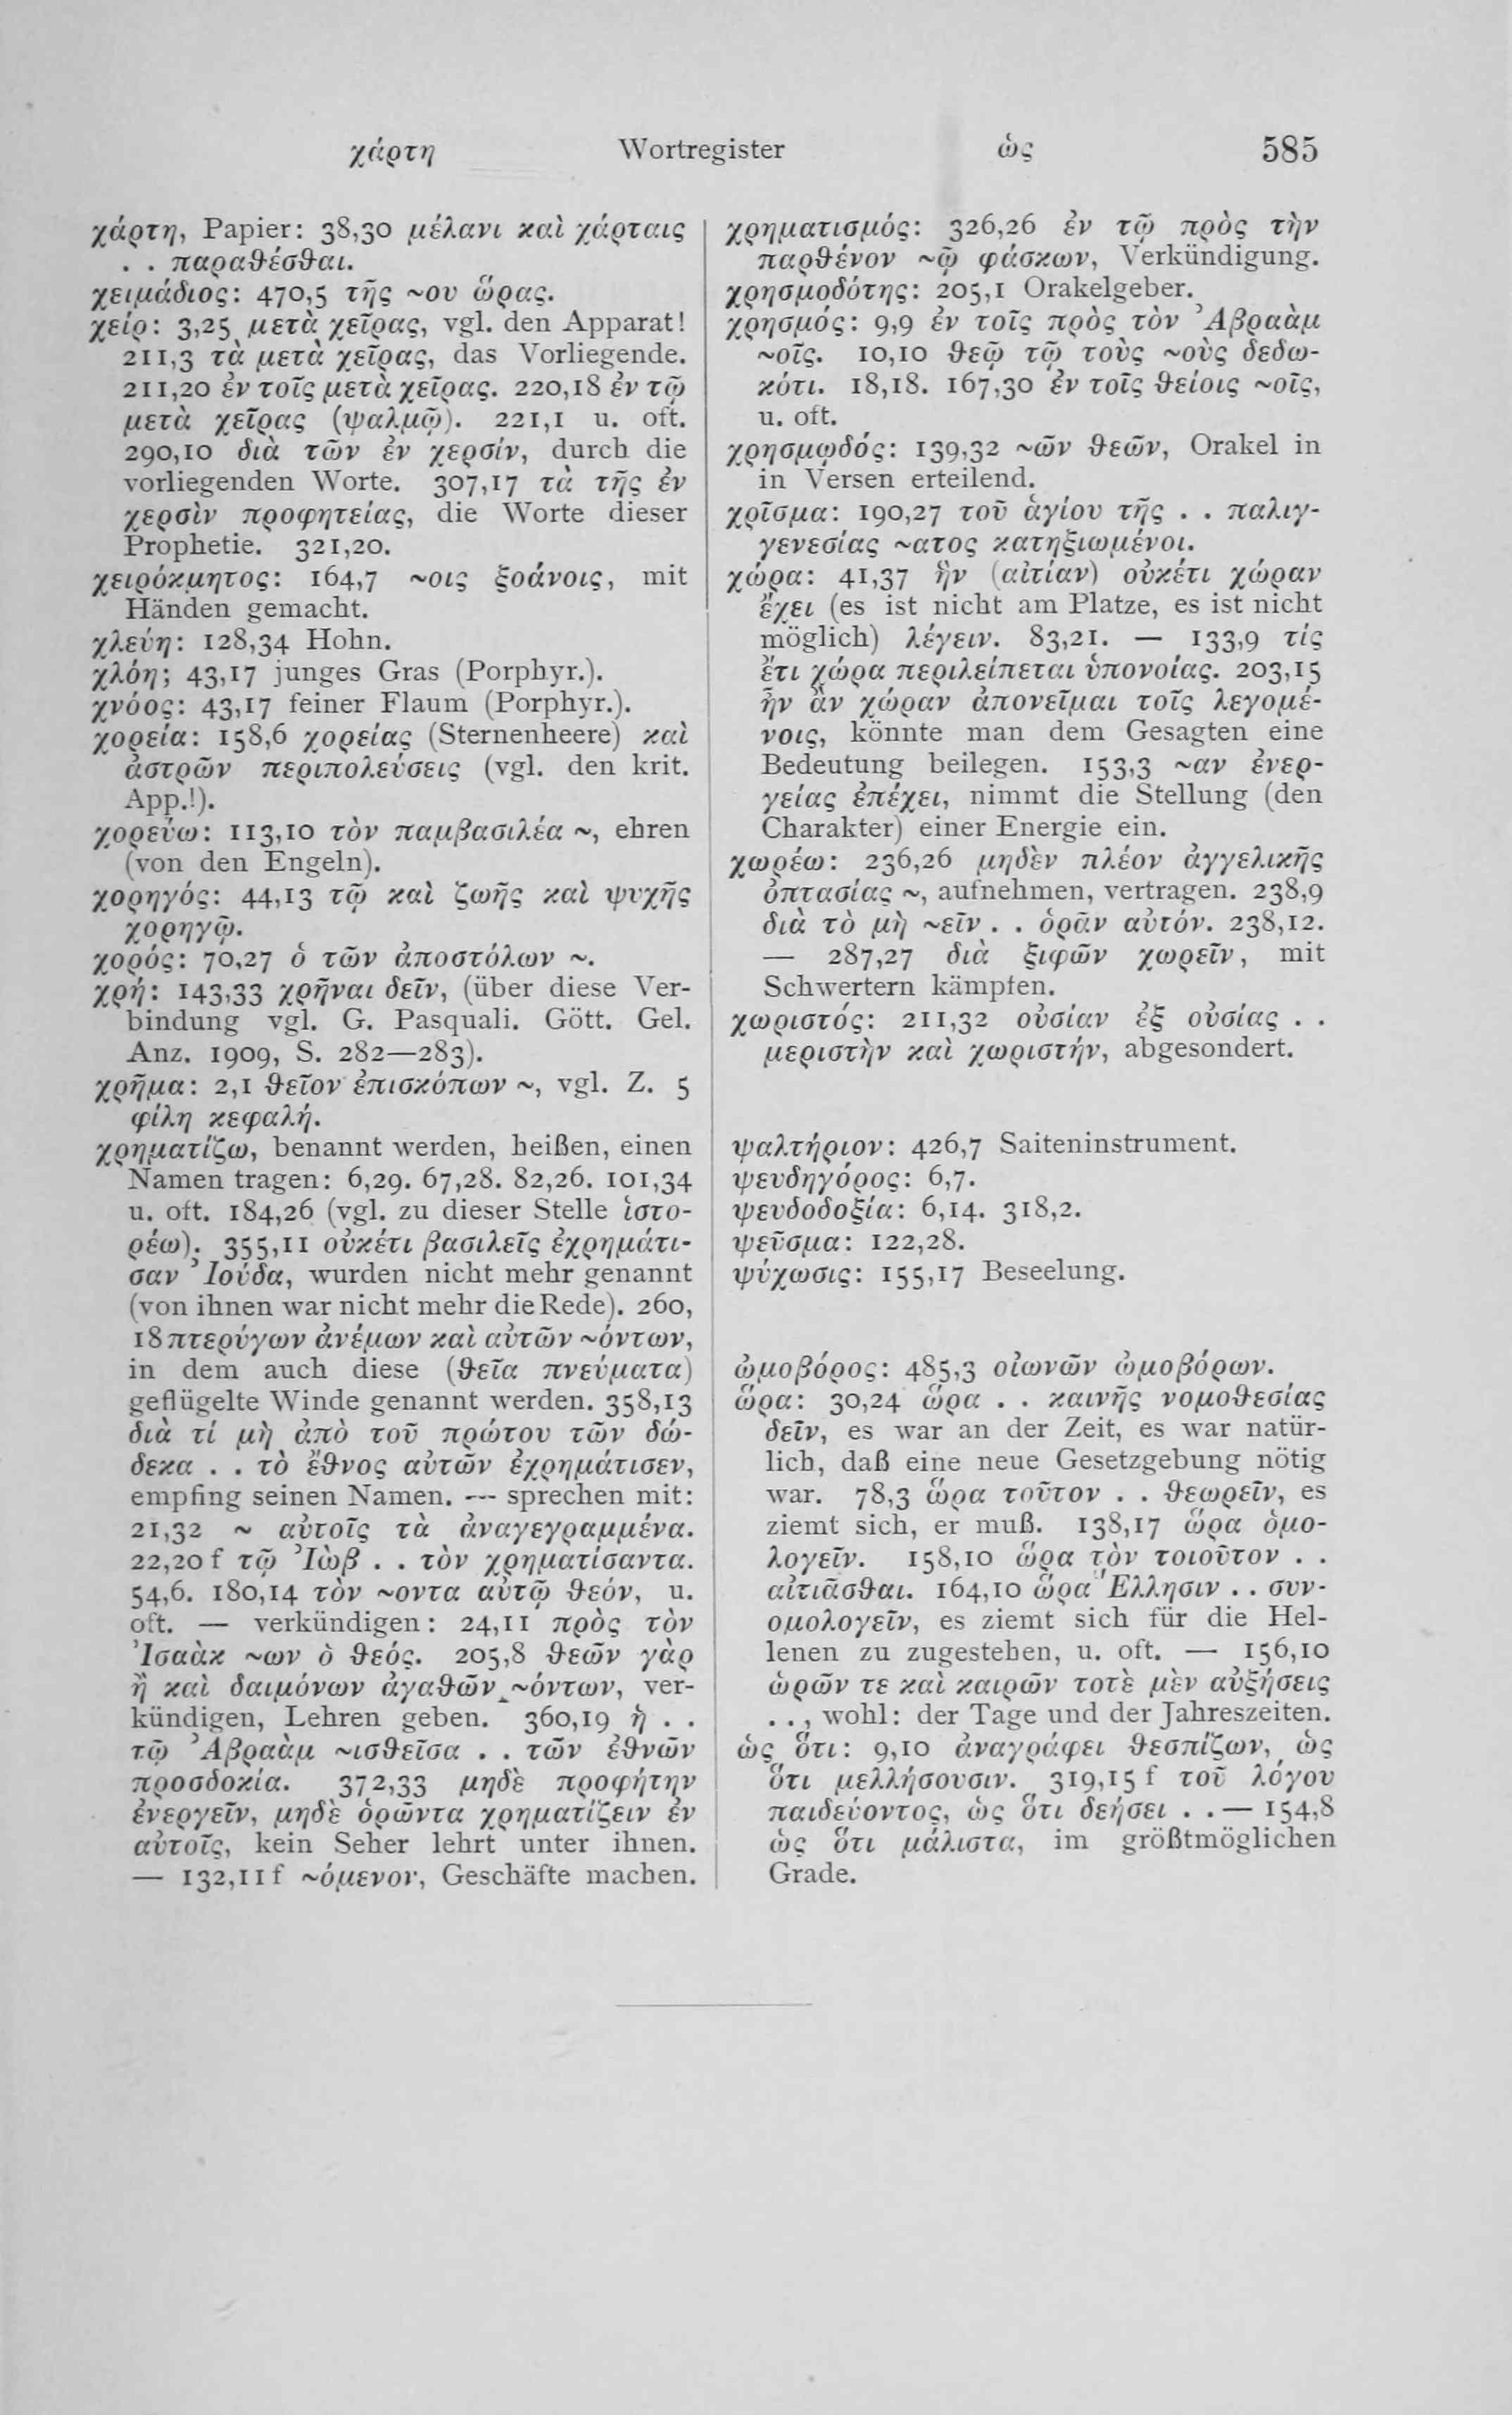 χάρτη Wortregister ὡς 585
χάρτη, Papier: 38,30 μέλανι καὶ χάρταις
. . παραθέσθαι.
χειμάδιος: 470,5 τῆς ~ου ὥρας.
χείρ: 3,25 μετὰ χεῖρας, vgl. den Apparat!
211,3 τὰ μετὰ χεῖρας, das Vorliegende.
211,20 ἐν τοῖς μετὰ χεῖρας. 220,18 ἐν τῷ
μετὰ χεῖρας (ψαλμῷ). 221,1 u. oft.
290,10 διὰ τῶν ἐν χερσίν, durch die
vorliegenden Worte. 307,17 τὰ τῆς ἐν
χερσὶν προφητείας, die Worte dieser
Prophetie. 321,20.
χειρόκμητος: 164,7 ~οις ξοάνοις, mit
Händen gemacht.
χλεύη: 128,34 Hohn.
χλόη; 43,17 junges Gras (Porphyr.).
χνόος: 43,17 feiner Flaum (Porphyr.).
χορεία: 158,6 χορείας (Sternenheere) καὶ
ἀστρῶν περιπολεύσεις (vgl. den krit.
App.!).
χορεύω: 113,10 τὸν παμβασιλέα ~, ehren
(von den Engeln).
χορηγός: 44,13 τῷ καὶ ζωῆς καὶ ψυχῆς
χορηγῷ.
χορός: 70,27 ὁ τῶν ἀποστόλων ~.
χρή: 143,33 χρῆναι δεῖν, (über diese Ver-
bindung vgl. G. Pasquali. Gött. Gel.
Anz. 1909, S. 282—283).
χρῆμα: 2,1 θεῖον ἐπισκόπων ~, vgl. Z. 5
φίλη κεφαλή.
χρηματίζω, benannt werden, heißen, einen
Namen tragen: 6,29. 67,28. 82,26. 101,34
u. oft. 184,26 (vgl. zu dieser Stelle ἱστο-
ρέω). 355,11 οὐκέτι βασιλεῖς ἐχρημάτι-
σαν Ἰούδα, wurden nicht mehr genannt
(von ihnen war nicht mehr die Rede). 260,
18 πτερύγων ἀνέμων καὶ αὐτῶν ~όντων,
in dem auch diese (θεῖα πνεύματα)
geflügelte Winde genannt werden. 358,13
διὰ τί μὴ ἀπὸ τοῦ πρώτου τῶν δώ-
δεκα . . τὸ ἔθνος αὐτῶν ἐχρημάτισεν,
empfing seinen Namen. — sprechen mit:
21,32 ~ αὐτοῖς τὰ ἀναγεγραμμένα.
22,20 f τῷ Ἰὼβ . . τὸν χρηματίσαντα.
54,6. 180,14 τὸν ~οντα αὐτῷ θεόν, u.
oft. — verkündigen: 24,11 πρὸς τὸν
Ἰσαὰκ ~ων ὁ θεός. 205,8 θεῶν γὰρ
ἢ καὶ δαιμόνων ἀγαθῶν ~όντων, ver-
kündigen, Lehren geben. 360,19 ἡ . .
τῷ Ἀβραὰμ ~ισθεῖσα . . τῶν ἐθνῶν
προσδοκία. 372,33 μηδὲ προφήτην
ἐνεργεῖν, μηδὲ ὁρῶντα χρηματίζειν ἐν
αὐτοῖς, kein Seher lehrt unter ihnen.
— 132,11 f ~όμενον, Geschäfte machen.
χρηματισμός: 326,26 ἐν τῷ πρὸς τὴν
παρθένον ~ῷ φάσκων, Verkündigung.
χρησμοδότης: 205,1 Orakelgeber.
χρησμός: 9,9 ἐν τοῖς πρὸς τὸν Ἀβραὰμ
~οῖς. 10,10 θεῷ τῷ τοὺς ~οὺς δεδω-
κότι. 18,18. 167,30 ἐν τοῖς θείοις ~οῖς,
u. oft.
χρησμῳδός: 139,32 ~ῶν θεῶν, Orakel in
in Versen erteilend.
χρῖσμα: 190,27 τοῦ ἁγίου τῆς . . παλιγ-
γενεσίας ~ατος κατηξιωμένοι.
χώρα: 41,37 ἣν (αἰτίαν) οὐκέτι χώραν
ἔχει (es ist nicht am Platze, es ist nicht
möglich) λέγειν. 83,21. — 133,9 τίς
ἔτι χώρα περιλείπεται ὑπονοίας. 203,15
ἣν ἂν χώραν ἀπονεῖμαι τοῖς λεγομέ-
νοις, könnte man dem Gesagten eine
Bedeutung beilegen. 153,3 ~αν ἐνερ-
γείας ἐπέχει, nimmt die Stellung (den
Charakter) einer Energie ein.
χωρέω: 236,26 μηδὲν πλέον ἀγγελικῆς
ὀπτασίας ~, aufnehmen, vertragen. 238,9
διὰ τὸ μὴ ~εῖν . . ὁρᾶν αὐτόν. 238,12.
— 287,27 διὰ ξιφῶν χωρεῖν, mit
Schwertern kämpfen.
χωριστός: 211,32 οὐσίαν ἐξ οὐσίας . .
μεριστὴν καὶ χωριστήν, abgesondert.
ψαλτήριον: 426,7 Saiteninstrument.
ψευδηγόρος: 6,7.
ψευδοδοξία: 6,14. 318,2.
ψεῦσμα: 122,28.
ψύχωσις: 155,17 Beseelung.
ὠμοβόρος: 485,3 οἰωνῶν ὠμοβόρων.
ὥρα: 30,24 ὥρα . . καινῆς νομοθεσίας
δεῖν, es war an der Zeit, es war natür-
lich, daß eine neue Gesetzgebung nötig
war. 78,3 ὥρα τοῦτον . . θεωρεῖν, es
ziemt sich, er muß. 138,17 ὥρα ὁμο-
λογεῖν. 158,10 ὥρα τὸν τοιοῦτον . .
αἰτιᾶσθαι. 164,10 ὥρα Ἕλλησιν . . συν-
ομολογεῖν, es ziemt sich für die Hel-
lenen zu zugestehen, u. oft. — 156,10
ὡρῶν τε καὶ καιρῶν τοτὲ μὲν αὐξήσεις
. . , wohl: der Tage und der Jahreszeiten.
ὡς ὅτι: 9,10 ἀναγράφει θεσπίζων, ὡς
ὅτι μελλήσουσιν. 319,15 f τοῦ λόγου
παιδεύοντος, ὡς ὅτι δεήσει . . — 154,8
ὡς ὅτι μάλιστα, im größtmöglichen
Grade.